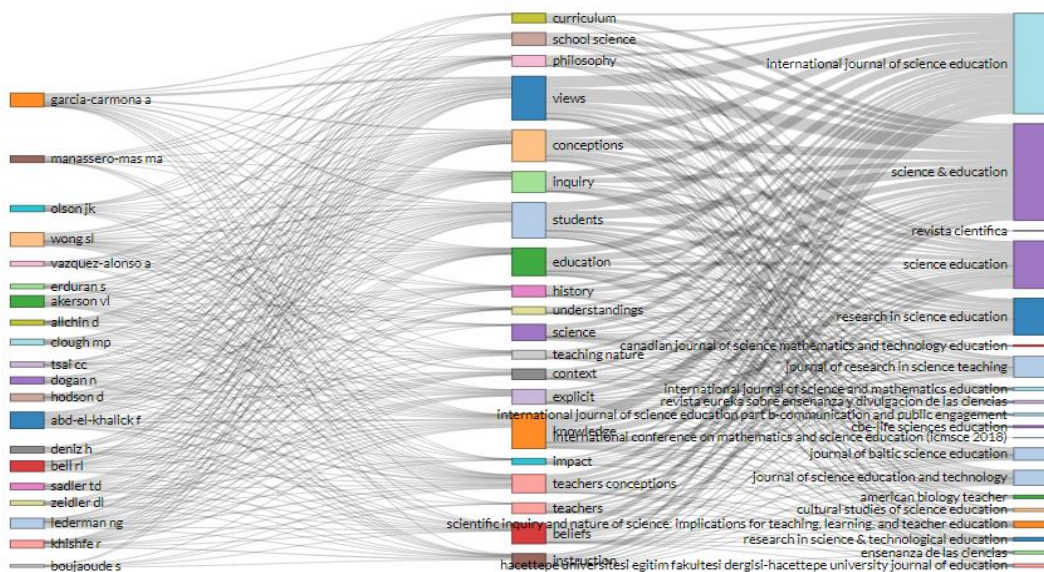 garcia-carmona a
manassero-mas ma
olson jk
wong sl
vazquez-alonso a
erduran s
akerson vl
allchin d
clough mp
tsai cc
dogan n
hodson d
abd-el-khalick f
deniz h
bell rl
sadler td
zeidler dl
lederman ng
khishfe r
boujaoude s
curriculum
school science
philosophy
views
conceptions
inquiry
students
education
history
understandings
science
teaching nature
context
explicit
knowledge
impact
teachers conceptions
teachers
beliefs
instruction
international journal of science education
science & education
revista cientifica
science education
research in science education
canadian journal of science mathematics and technology education
journal of research in science teaching
international journal of science and mathematics education
revista eureka sobre ensenanza y divulgacion de las ciencias
international journal of science education part b-communication and public engagement
cbe-life sciences education
international conference on mathematics and science education (icmsce 2018)
journal of baltic science education
journal of science education and technology
american biology teacher
cultural studies of science education
scientific inquiry and nature of science: implications for teaching, learning, and teacher education
research in science & technological education
ensenanza de las ciencias
hacettepe universitesi egitim fakultesi dergisi-hacettepe university journal of education